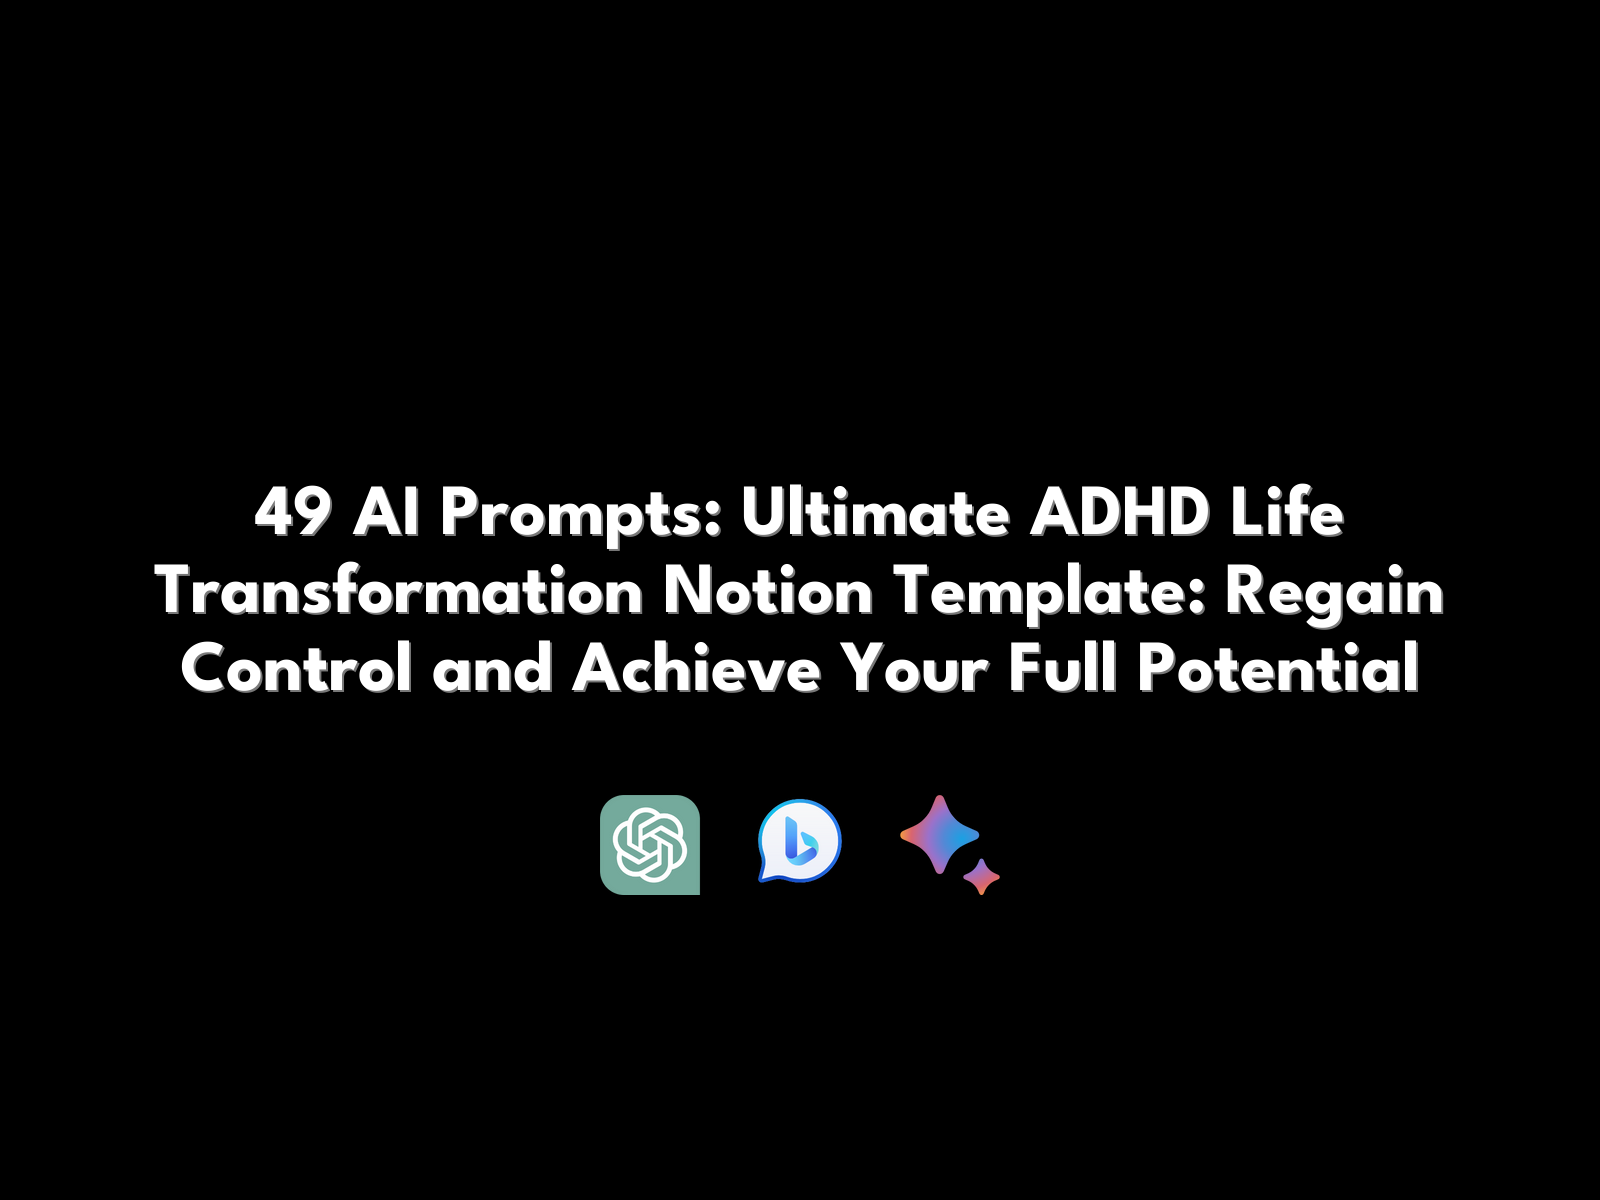 49 AI Prompts: Ultimate ADHD Life
Transformation Notion Template: Regain
Control and Achieve Your Full Potential